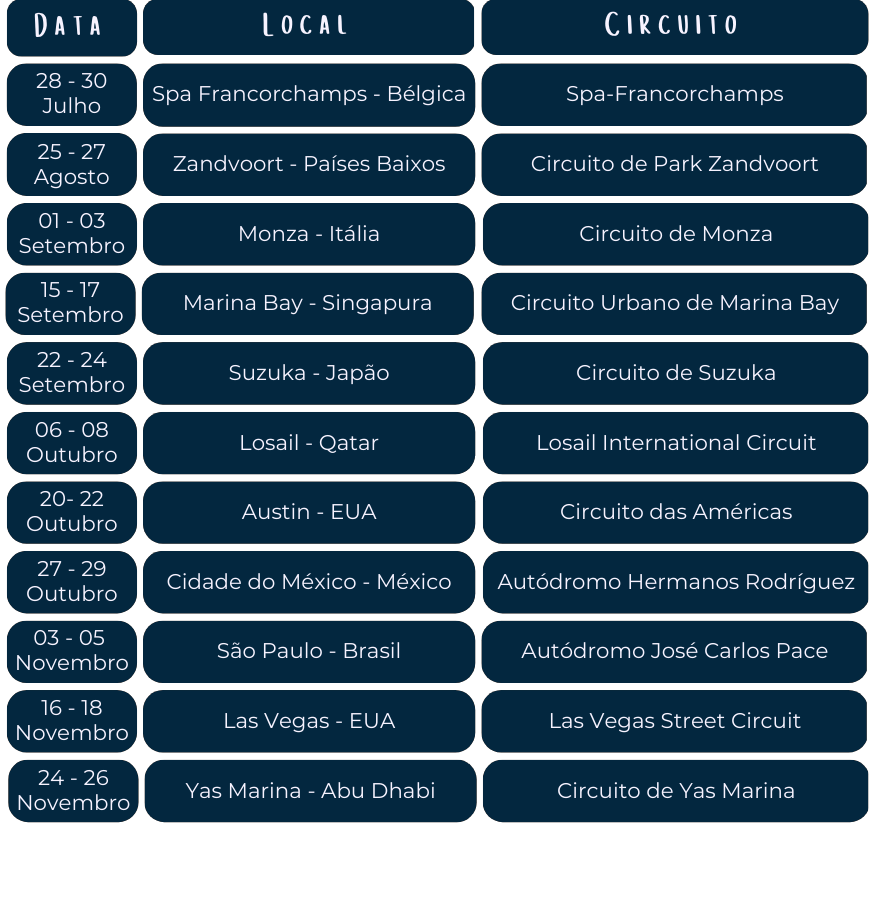 Data Local Circuito
28 - 30
Julho
Spa Francorchamps - Bélgica
Spa-Francorchamps
25 - 27
Agosto
Zandvoort - Países Baixos
Circuito de Park Zandvoort
01 - 03
Setembro
Monza - Itália
Circuito de Monza
15 - 17
Setembro
Marina Bay - Singapura
Circuito Urbano de Marina Bay
22 - 24
Setembro
Suzuka - Japão
Circuito de Suzuka
06 - 08
Outubro
Losail - Qatar
Losail International Circuit
20- 22
Outubro
Austin - EUA
Circuito das Américas
27 - 29
Outubro
Cidade do México - México
Autódromo Hermanos Rodríguez
03 - 05
Novembro
São Paulo - Brasil
Autódromo José Carlos Pace
16 - 18
Novembro
Las Vegas - EUA
Las Vegas Street Circuit
24 - 26
Novembro
Yas Marina - Abu Dhabi
Circuito de Yas Marina